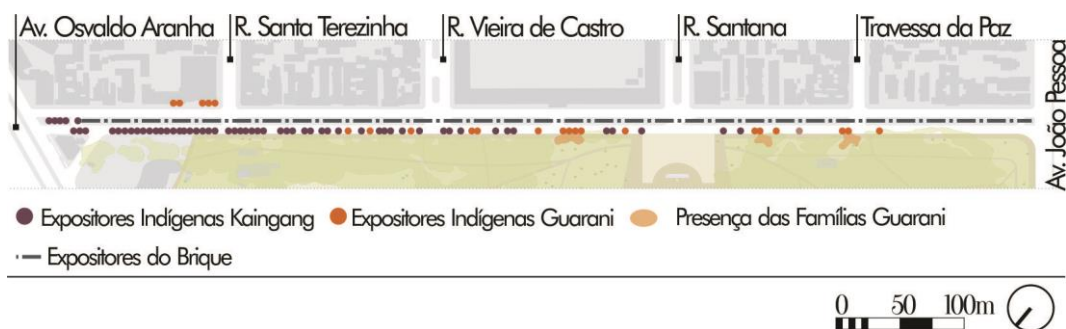 Av. Osvaldo Aranha R. Santa Terezinha R. Vieira de Castro R. Santana Travessa da Paz
Av. João Pessoa
Expositores Indígenas Kaingang Expositores Indígenas Guarani Presença das Famílias Guarani
Expositores do Brique
0 50 100m